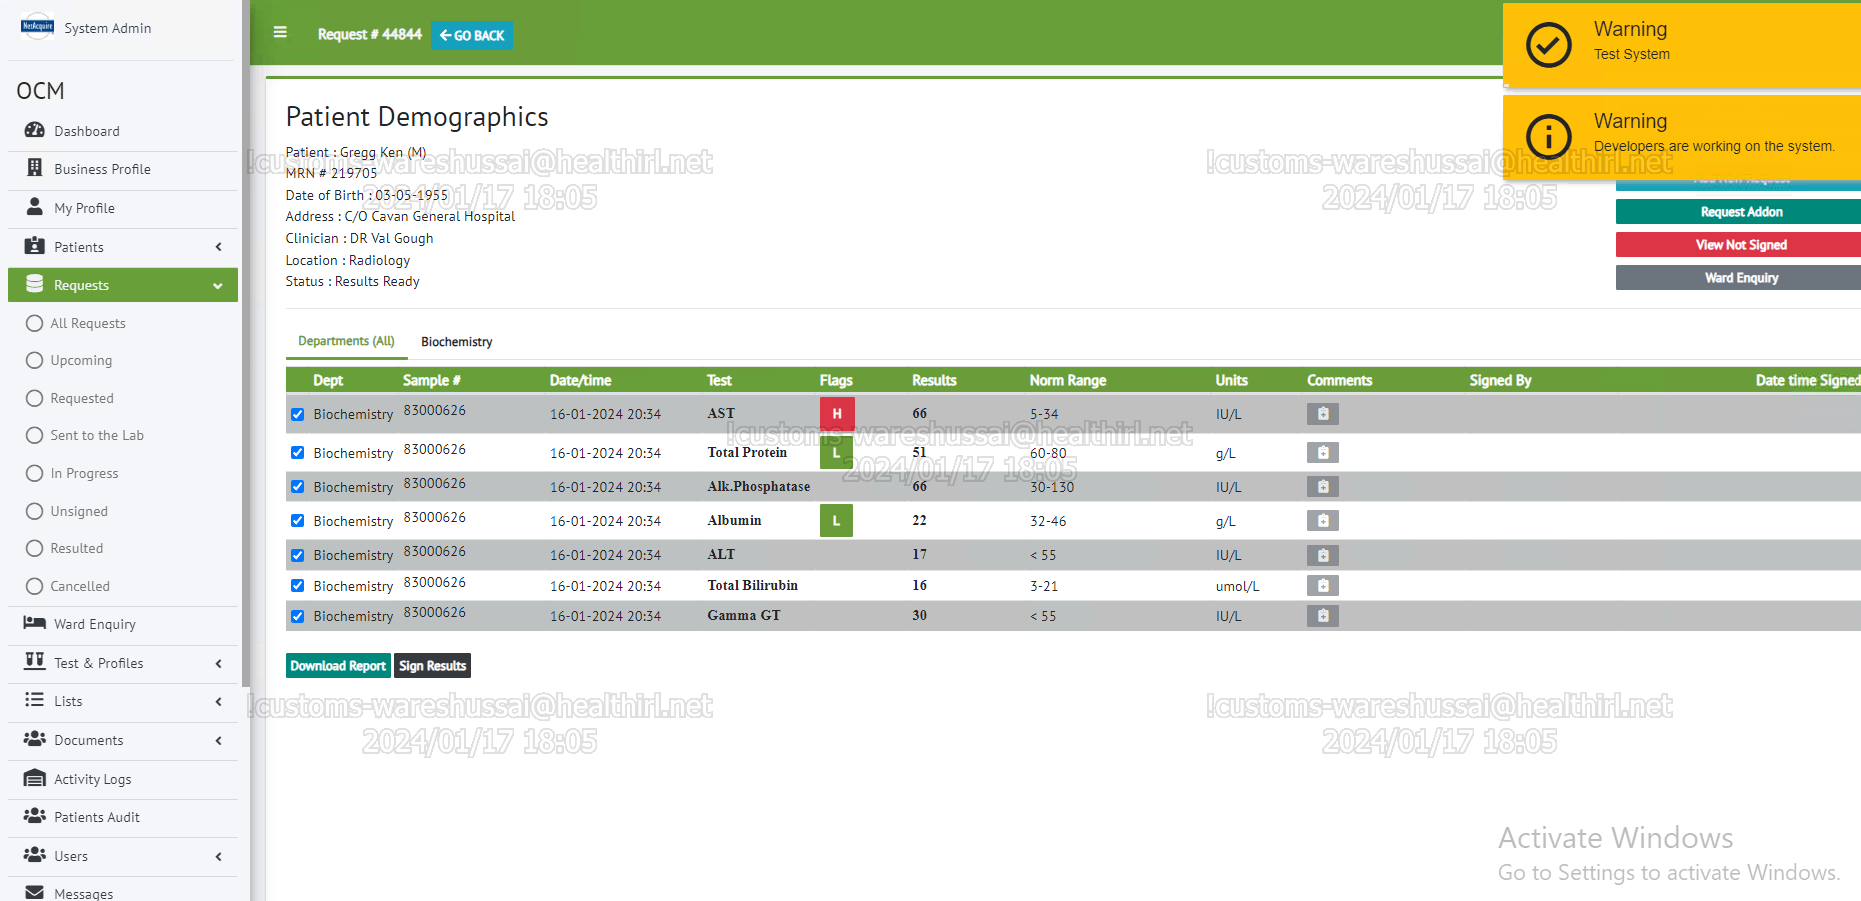 NetAcquire
System Admin
OCM
Dashboard
Business Profile
My Profile
Patients
Requests
All Requests
Upcoming
Requested
Sent to the Lab
In Progress
Unsigned
Resulted
Cancelled
Ward Enquiry
Test & Profiles
Lists
Documents
Activity Logs
Patients Audit
Users
Messages
Request # 44844
GO BACK
Warning
Test System
Warning
Developers are working on the system.
Patient Demographics
Patient : Gregg Ken (M)
MRN # 219705
Date of Birth : 03-05-1955
Address : C/O Cavan General Hospital
Clinician : DR Val Gough
Location : Radiology
Status : Results Ready
Add New Request
Request Addon
View Not Signed
Ward Enquiry
Departments (All) Biochemistry
Dept Sample # Date/time Test Flags Results Norm Range Units Comments Signed By Date time Signed
Biochemistry 83000626 16-01-2024 20:34 AST H 66 5-34 IU/L
Biochemistry 83000626 16-01-2024 20:34 Total Protein L 51 60-80 g/L
Biochemistry 83000626 16-01-2024 20:34 Alk.Phosphatase 66 30-130 IU/L
Biochemistry 83000626 16-01-2024 20:34 Albumin L 22 32-46 g/L
Biochemistry 83000626 16-01-2024 20:34 ALT 17 < 55 IU/L
Biochemistry 83000626 16-01-2024 20:34 Total Bilirubin 16 3-21 umol/L
Biochemistry 83000626 16-01-2024 20:34 Gamma GT 30 < 55 IU/L
Download Report Sign Results
!customs-wareshussai@healthirl.net
2024/01/17 18:05
!customs-wareshussai@healthirl.net
2024/01/17 18:05
!customs-wareshussai@healthirl.net
2024/01/17 18:05
!customs-wareshussai@healthirl.net
2024/01/17 18:05
!customs-wareshussai@healthirl.net
2024/01/17 18:05
Activate Windows
Go to Settings to activate Windows.